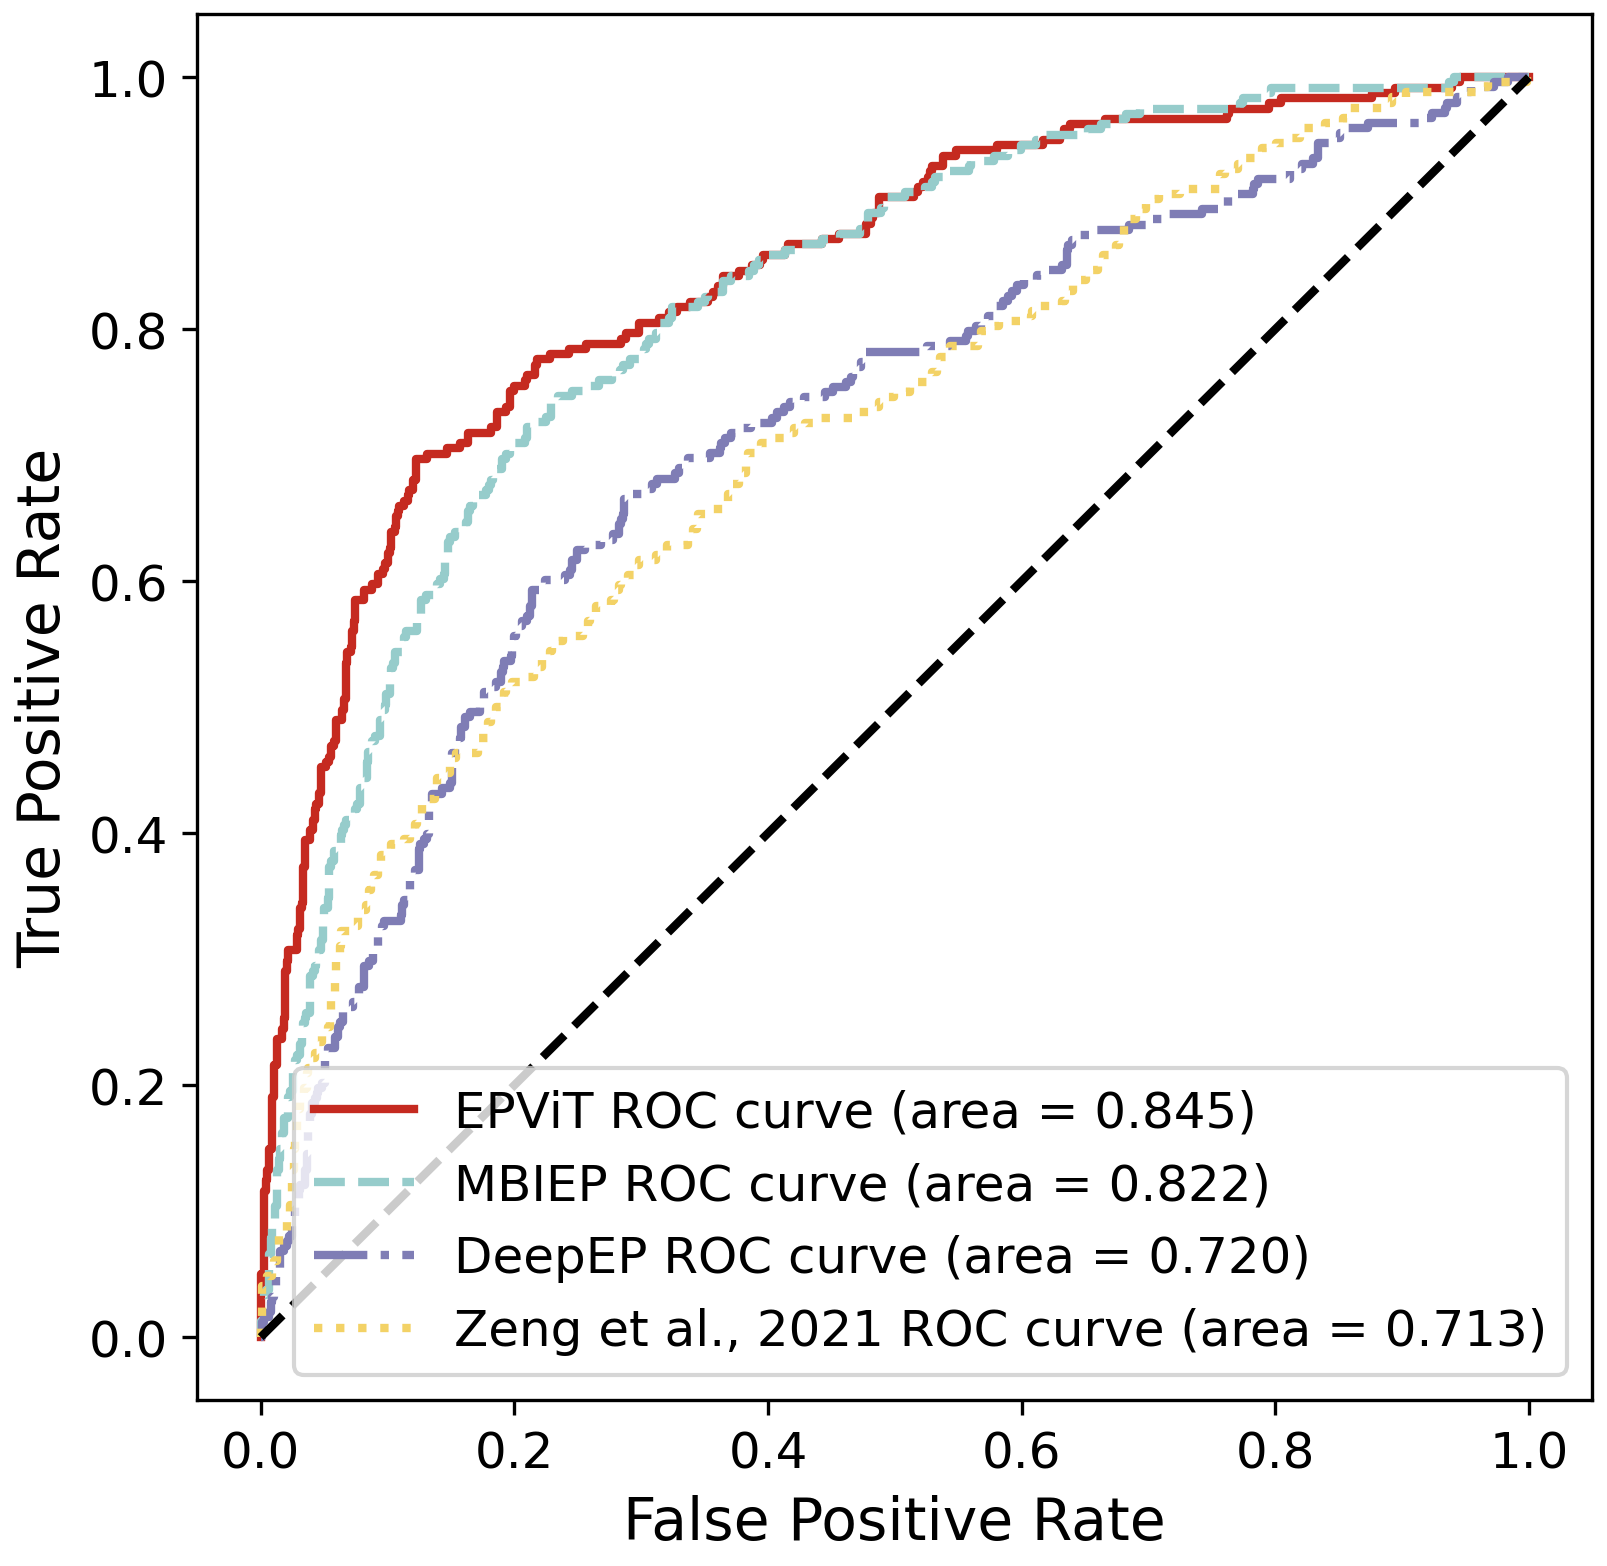 True Positive Rate
1.0
0.8
0.6
0.4
0.2
0.0
EPViT ROC curve (area = 0.845)
MBIEP ROC curve (area = 0.822)
DeepEP ROC curve (area = 0.720)
Zeng et al., 2021 ROC curve (area = 0.713)
0.0 0.2 0.4 0.6 0.8 1.0
False Positive Rate